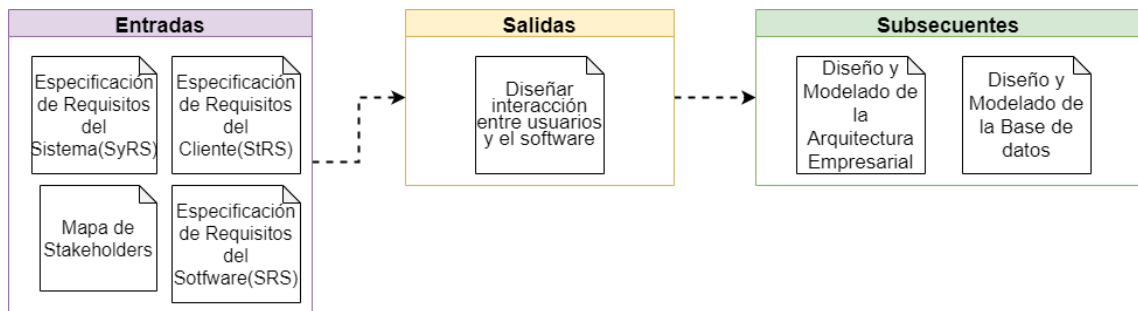 Entradas
Especificación
de Requisitos
del
Sistema(SyRS)
Especificación
de Requisitos
del
Cliente(StRS)
Mapa de
Stakeholders
Especificación
de Requisitos
del
Sotfware(SRS)
Salidas
Diseñar
interacción
entre usuarios
y el software
Subsecuentes
Diseño y
Modelado de
la
Arquitectura
Empresarial
Diseño y
Modelado de
la Base de
datos